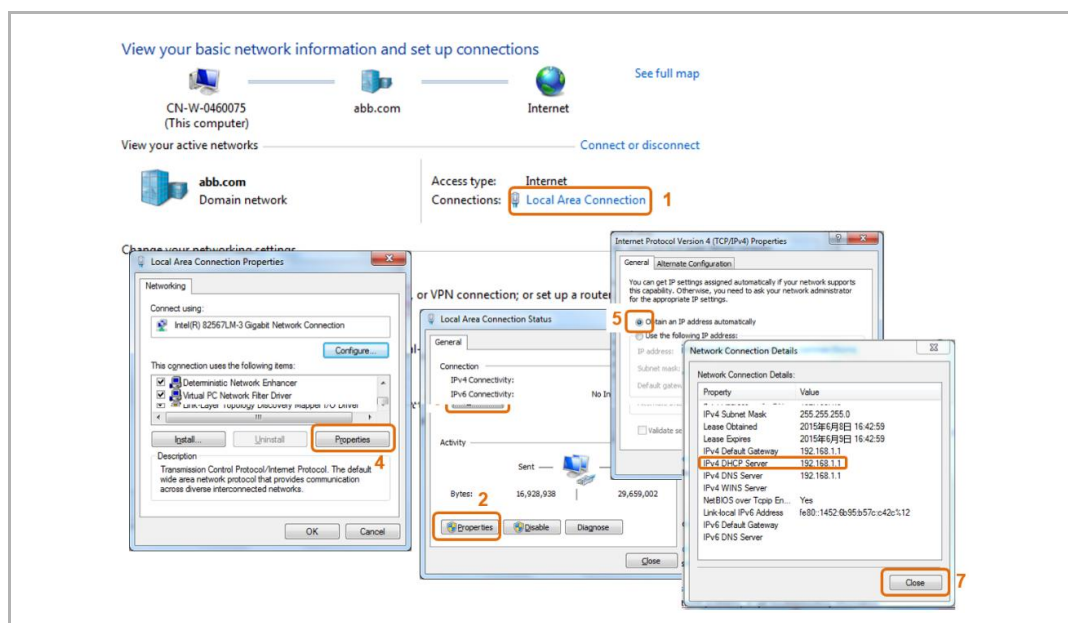 View your basic network information and set up connections
See full map
CN-W-0460075
(This computer)
abb.com
Internet
View your active networks
Connect or disconnect
abb.com
Domain network
Access type: Internet
Connections: Local Area Connection
1
Change your networking settings
or VPN connection; or set up a router
Local Area Connection Properties
Networking
Connect using:
Intel(R) 82567LM-3 Gigabit Network Connection
Configure...
This connection uses the following items:
Deterministic Network Enhancer
Virtual PC Network Filter Driver
Link-Layer Topology Discovery Mapper I/O Driver
Install...
Uninstall
Properties
4
Description
Transmission Control Protocol/Internet Protocol. The default
wide area network protocol that provides communication
across diverse interconnected networks.
OK
Cancel
Local Area Connection Status
General
Connection
IPv4 Connectivity:
IPv6 Connectivity: No In
Activity
Sent
Bytes: 16,928,938 29,659,002
2
Properties
Disable
Diagnose
Close
Internet Protocol Version 4 (TCP/IPv4) Properties
General
Alternate Configuration
You can get IP settings assigned automatically if your network supports
this capability. Otherwise, you need to ask your network administrator
for the appropriate IP settings.
5
Obtain an IP address automatically
Use the following IP address:
IP address:
Subnet mask:
Default gatew
Validate se
Network Connection Details
Network Connection Details:
Property Value
IPv4 Subnet Mask 255.255.255.0
Lease Obtained 2015年6月8日 16:42:59
Lease Expires 2015年6月9日 16:42:59
IPv4 Default Gateway 192.168.1.1
IPv4 DHCP Server 192.168.1.1
IPv4 DNS Server 192.168.1.1
IPv4 WINS Server
NetBIOS over Tcpip En... Yes
Link-local IPv6 Address fe80::1452:6b95:b57c:c42c%12
IPv6 Default Gateway
IPv6 DNS Server
Close
7